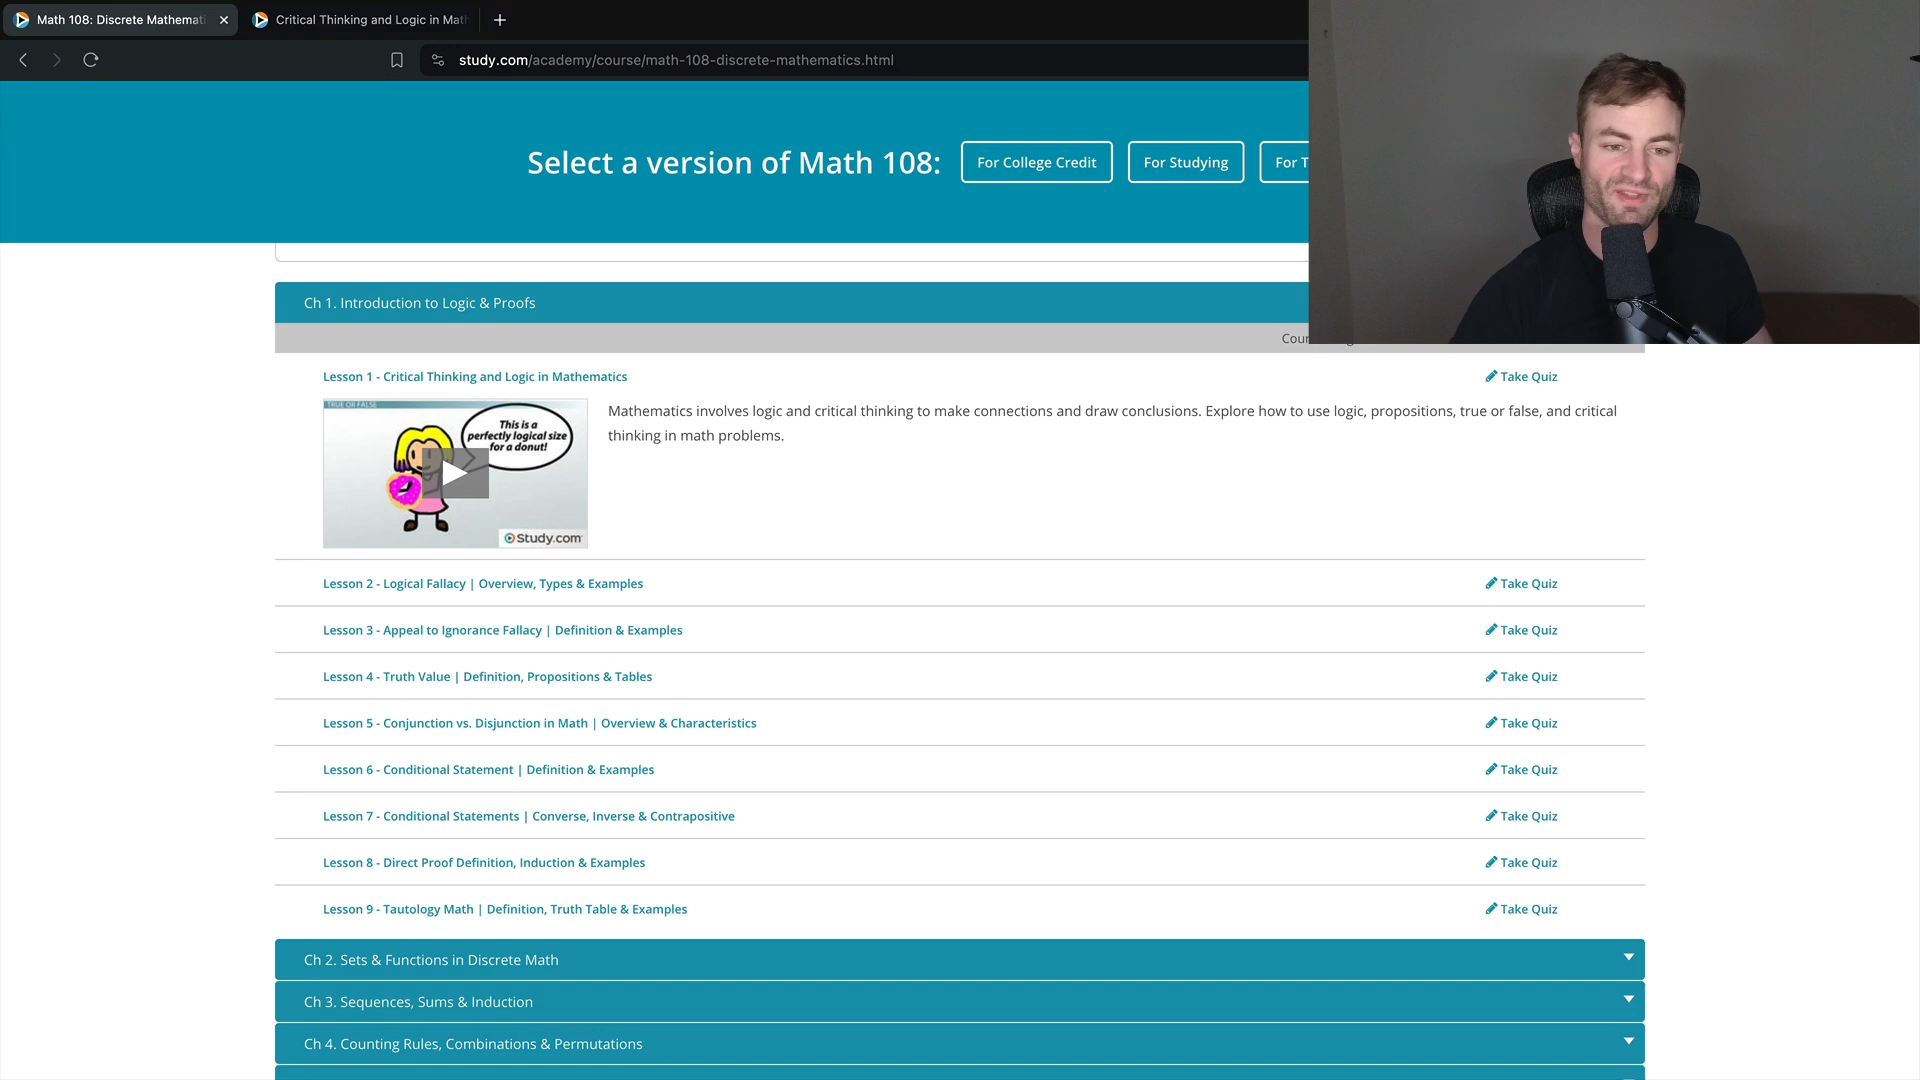 Math 108: Discrete Mathemati
Critical Thinking and Logic in Mat
study.com/academy/course/math-108-discrete-mathematics.html
Select a version of Math 108:
For College Credit
For Studying
For T
Ch 1. Introduction to Logic & Proofs
Cour
Lesson 1 - Critical Thinking and Logic in Mathematics
Take Quiz
TRUE OR FALSE
This is a
perfectly logical size
for a donut!
Study.com
Mathematics involves logic and critical thinking to make connections and draw conclusions. Explore how to use logic, propositions, true or false, and critical
thinking in math problems.
Lesson 2 - Logical Fallacy | Overview, Types & Examples
Take Quiz
Lesson 3 - Appeal to Ignorance Fallacy | Definition & Examples
Take Quiz
Lesson 4 - Truth Value | Definition, Propositions & Tables
Take Quiz
Lesson 5 - Conjunction vs. Disjunction in Math | Overview & Characteristics
Take Quiz
Lesson 6 - Conditional Statement | Definition & Examples
Take Quiz
Lesson 7 - Conditional Statements | Converse, Inverse & Contrapositive
Take Quiz
Lesson 8 - Direct Proof Definition, Induction & Examples
Take Quiz
Lesson 9 - Tautology Math | Definition, Truth Table & Examples
Take Quiz
Ch 2. Sets & Functions in Discrete Math
Ch 3. Sequences, Sums & Induction
Ch 4. Counting Rules, Combinations & Permutations